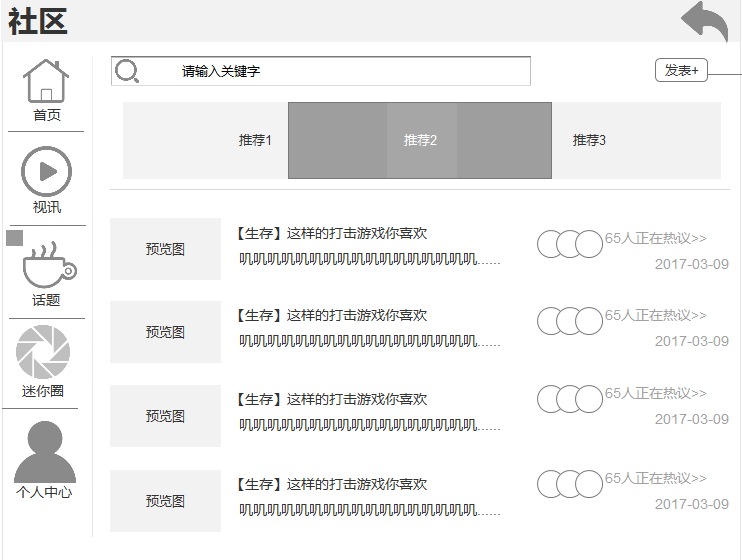 社区
首页
视讯
话题
迷你圈
个人中心
请输入关键字
发表+
推荐1
推荐2
推荐3
预览图
【生存】这样的打击游戏你喜欢
叽叽叽叽叽叽叽叽叽叽叽叽叽叽叽叽叽......
65人正在热议>>
2017-03-09
预览图
【生存】这样的打击游戏你喜欢
叽叽叽叽叽叽叽叽叽叽叽叽叽叽叽叽叽......
65人正在热议>>
2017-03-09
预览图
【生存】这样的打击游戏你喜欢
叽叽叽叽叽叽叽叽叽叽叽叽叽叽叽叽叽......
65人正在热议>>
2017-03-09
预览图
【生存】这样的打击游戏你喜欢
叽叽叽叽叽叽叽叽叽叽叽叽叽叽叽叽叽......
65人正在热议>>
2017-03-09